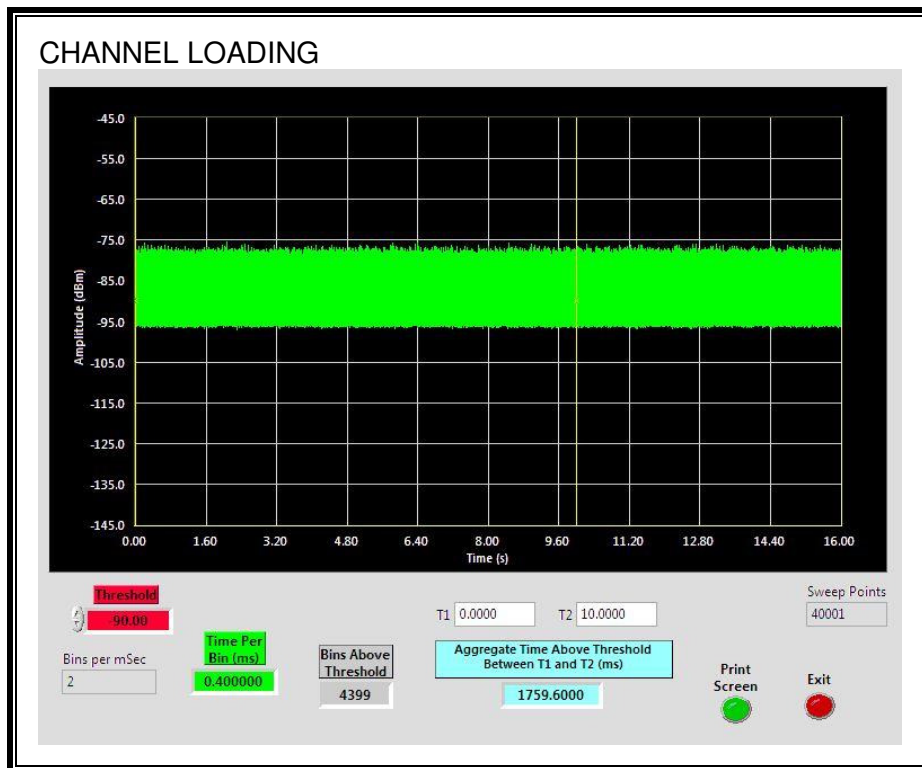 CHANNEL LOADING
-45.0
-55.0
-65.0
-75.0
-85.0
-95.0
-105.0
-115.0
-125.0
-135.0
-145.0
Amplitude (dBm)
0.00 1.60 3.20 4.80 6.40 8.00 9.60 11.20 12.80 14.40 16.00
Time (s)
Threshold
-90.00
Bins per mSec
2
Time Per
Bin (ms)
0.400000
Bins Above
Threshold
4399
T1 0.0000 T2 10.0000
Aggregate Time Above Threshold
Between T1 and T2 (ms)
1759.6000
Sweep Points
40001
Print
Screen
Exit